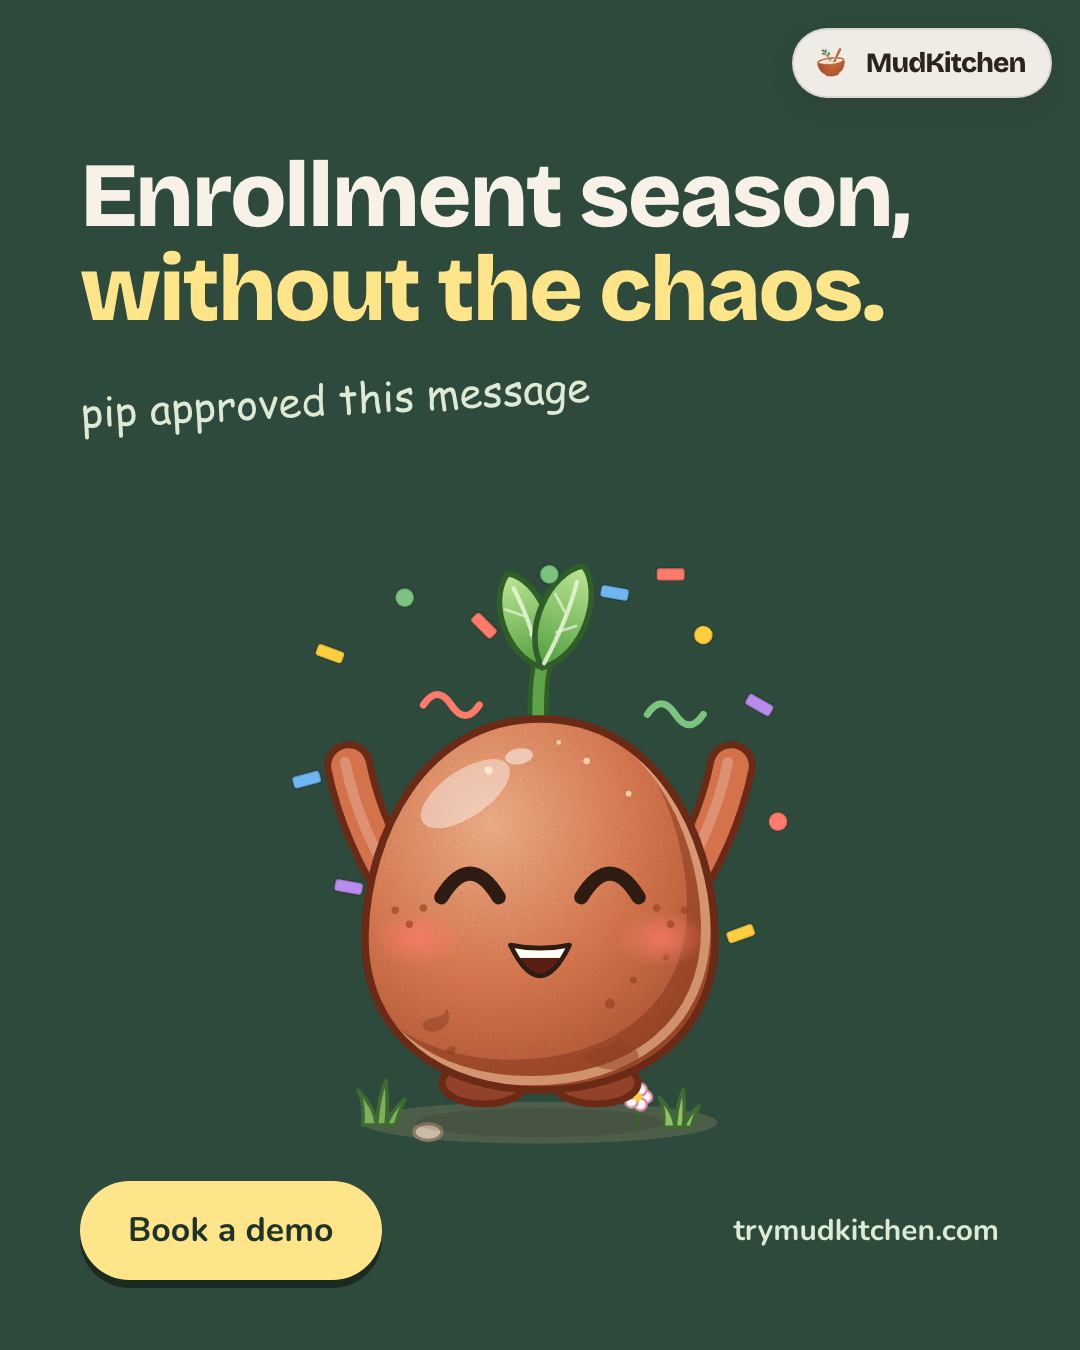 MudKitchen
Enrollment season,
without the chaos.
pip approved this message
Book a demo
trymudkitchen.com